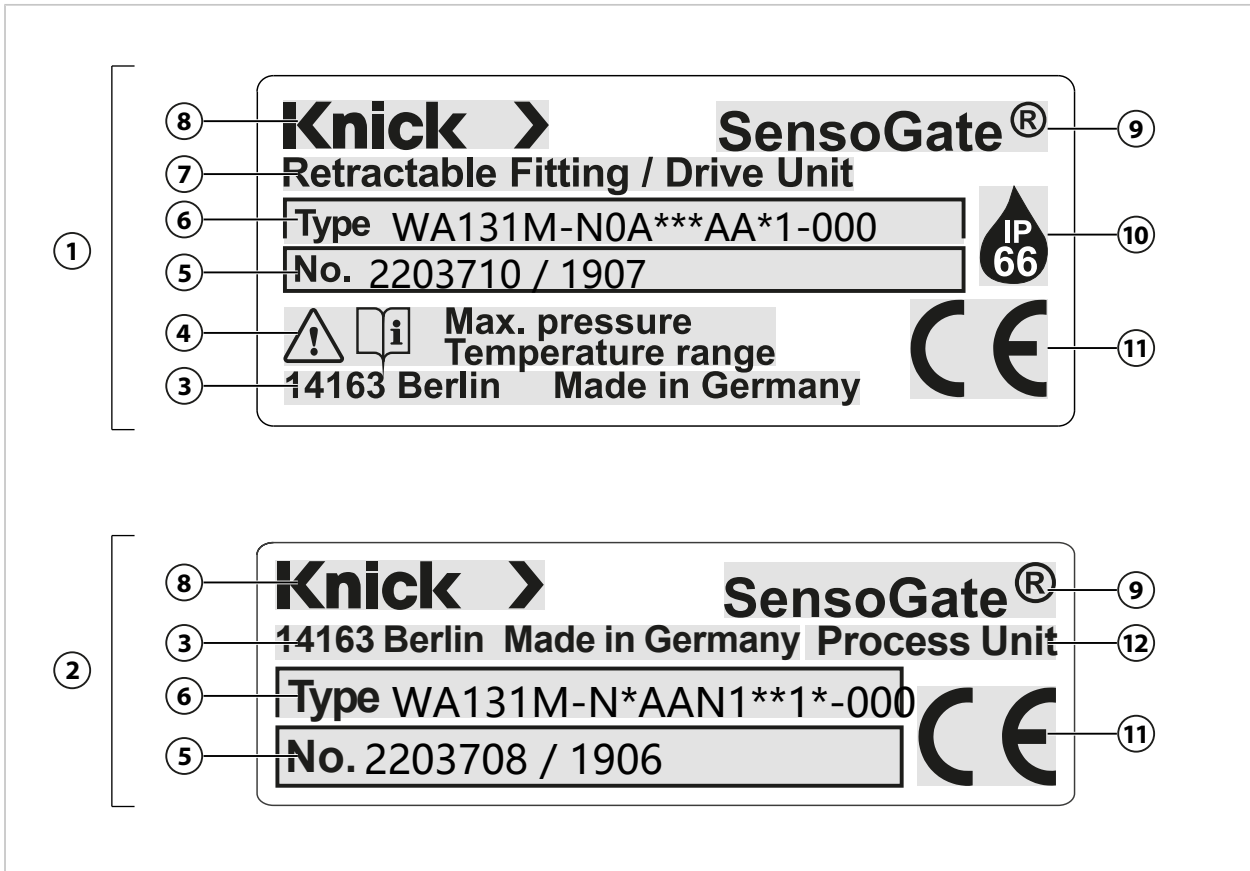 1
8 Knick > SensoGate® 9
7 Retractable Fitting / Drive Unit
6 Type WA131M-N0A***AA*1-000
IP 66 10
5 No. 2203710 / 1907
4 ! i Max. pressure
Temperature range
CE 11
3 14163 Berlin Made in Germany
2
8 Knick > SensoGate® 9
3 14163 Berlin Made in Germany Process Unit 12
6 Type WA131M-N*AAN1**1*-000
CE 11
5 No. 2203708 / 1906